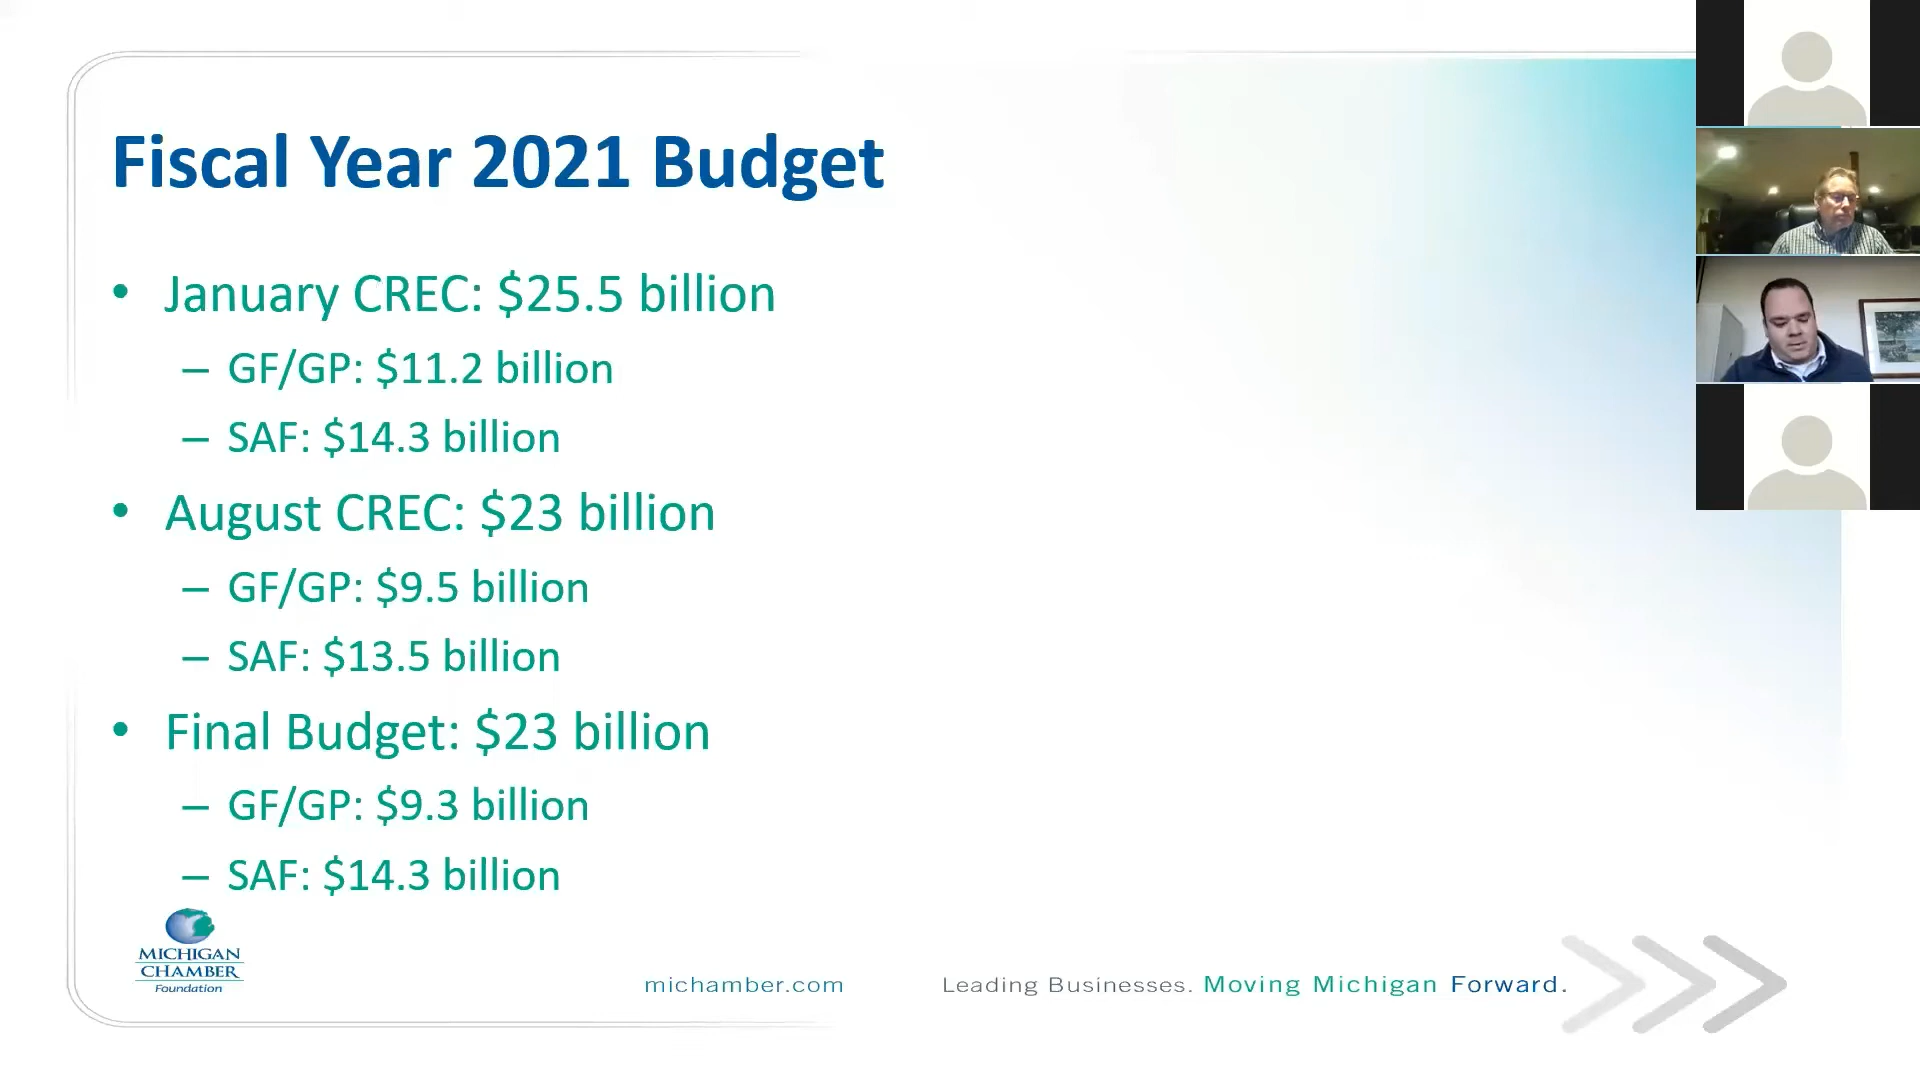 Fiscal Year 2021 Budget
• January CREC: $25.5 billion
– GF/GP: $11.2 billion
– SAF: $14.3 billion
• August CREC: $23 billion
– GF/GP: $9.5 billion
– SAF: $13.5 billion
• Final Budget: $23 billion
– GF/GP: $9.3 billion
– SAF: $14.3 billion
MICHIGAN
CHAMBER
Foundation
michamber.com
Leading Businesses. Moving Michigan Forward.